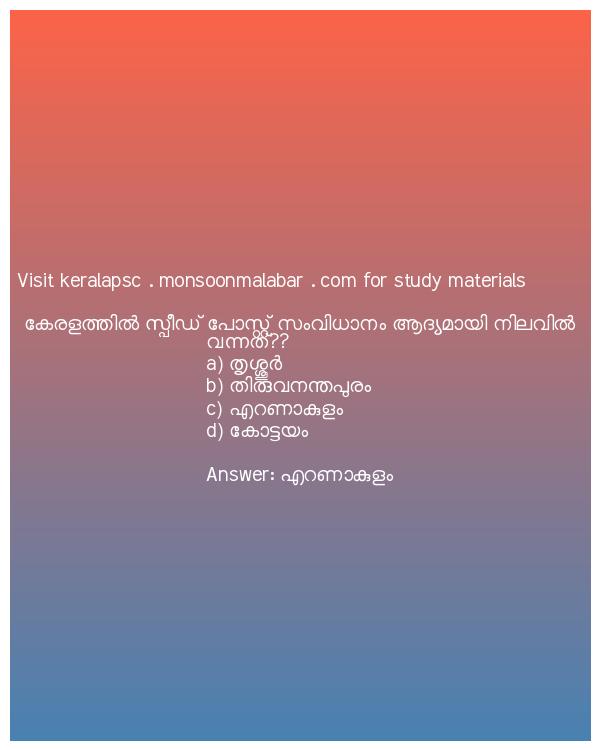 Visit keralapsc . monsoonmalabar . com for study materials
കേരളത്തിൽ സ്പീഡ് പോസ്റ്റ് സംവിധാനം ആദ്യമായി നിലവിൽ
വന്നത്??
a) തൃശ്ശൂർ
b) തിരുവനന്തപുരം
c) എറണാകുളം
d) കോട്ടയം
Answer: എറണാകുളം